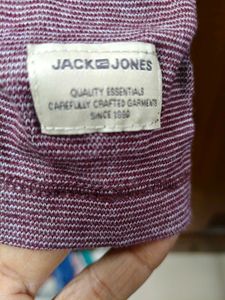 JACK JONES
QUALITY ESSENTIALS
CAREFULLY CRAFTED GARMENTS
SINCE 1990